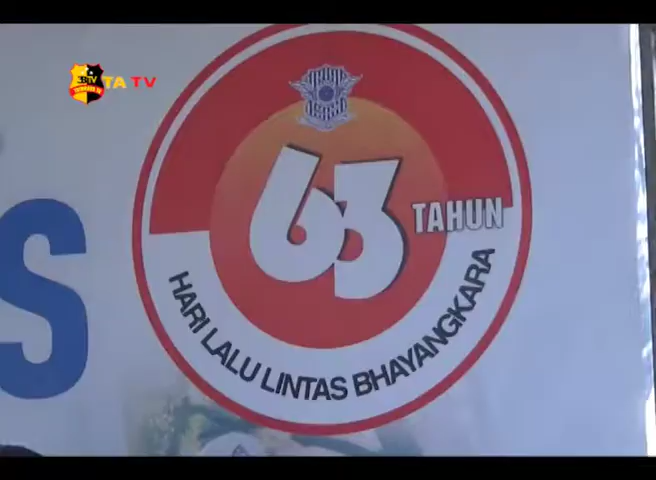 TA TV
63
TAHUN
HARI LALU LINTAS BHAYANGKARA
S